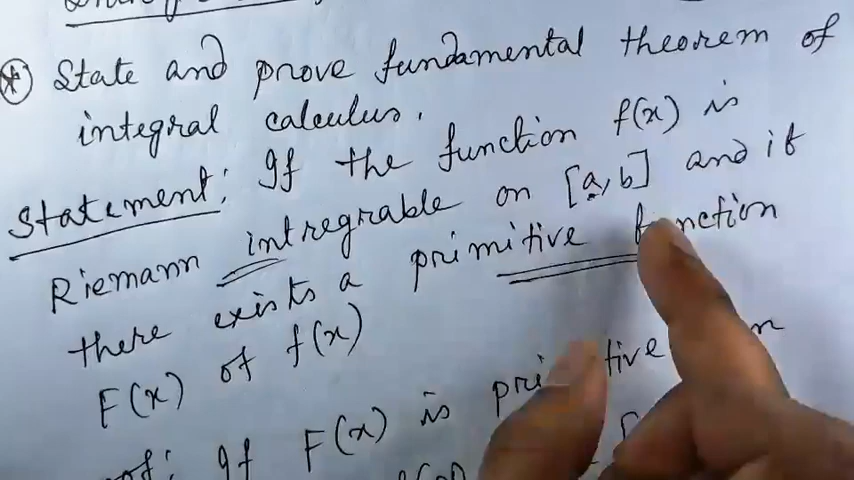 * State and prove fundamental theorem of
integral calculus.
Statement: If the function f(x) is
Riemann intregrable on [a, b] and if
there exists a primitive function
F(x) of f(x)
If F(x) is